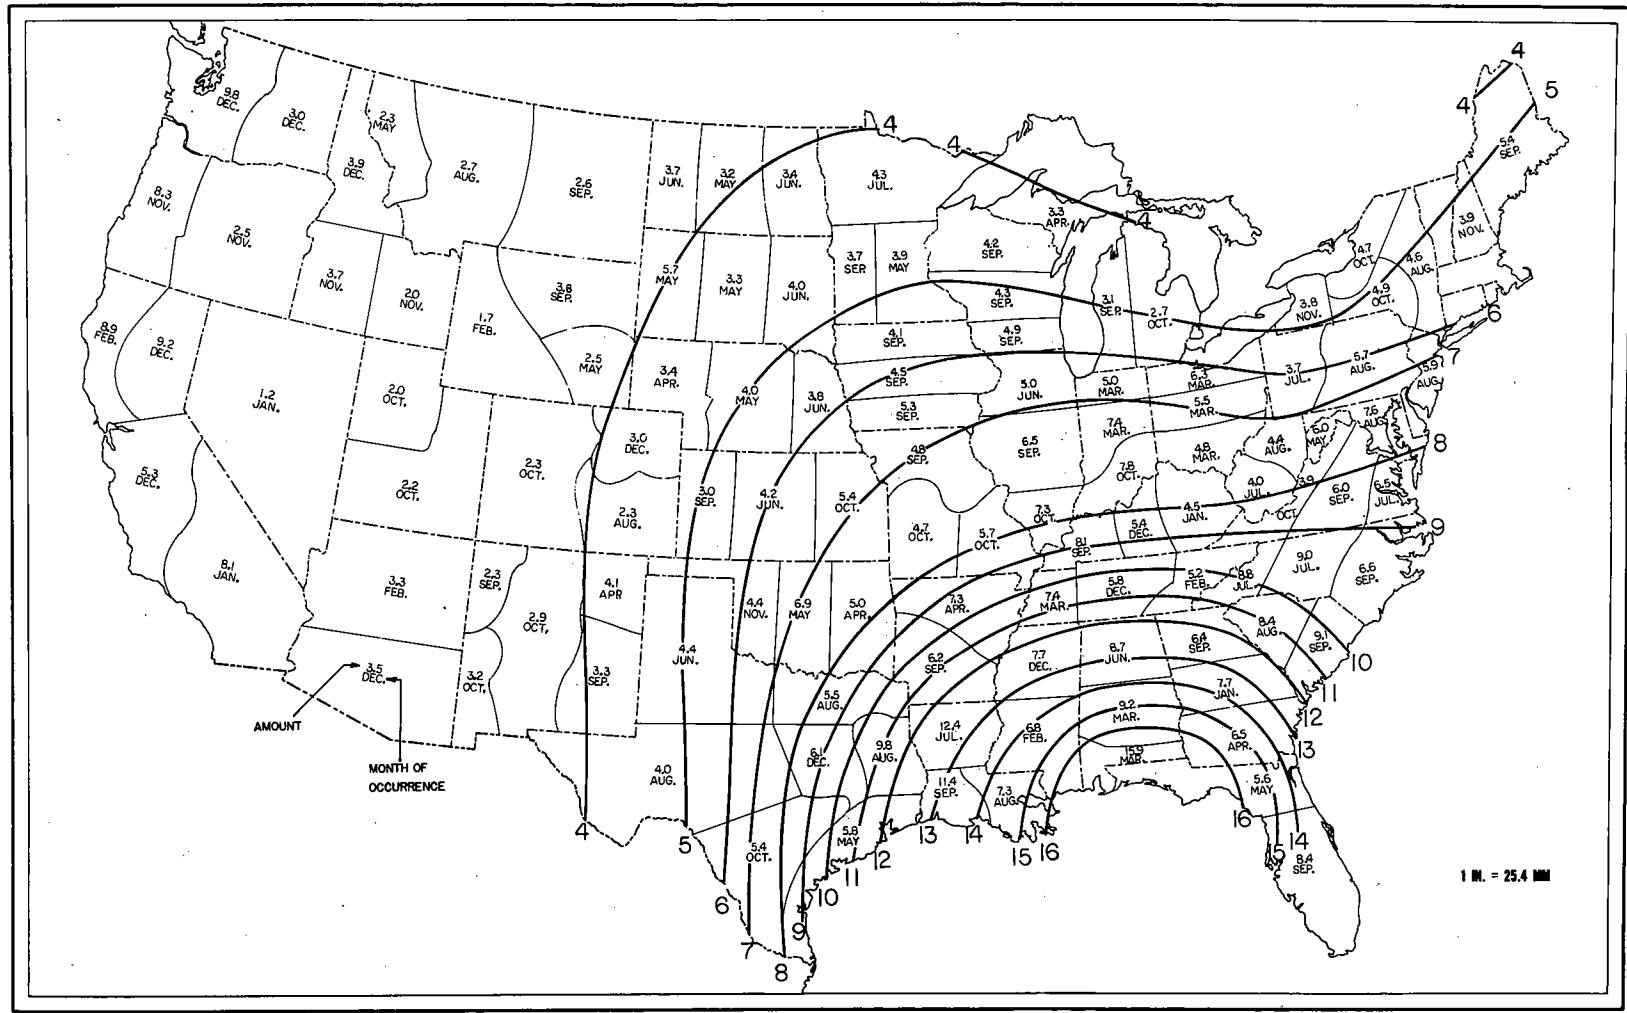 4
4
5
9.8
DEC.
3.0
DEC.
2.3
MAY
3.9
DEC.
2.7
AUG.
2.6
SEP.
3.7
JUN.
3.2
MAY
3.4
JUN.
4
4.3
JUL.
4
3.3
APR.
4
5.4
SEP.
8.3
NOV.
2.5
NOV.
3.7
NOV.
2.0
NOV.
1.7
FEB.
3.8
SEP.
5.7
MAY
3.3
MAY
4.0
JUN.
3.7
SEP
3.9
MAY
4.2
SEP.
4.3
SEP.
3.1
SEP.
2.7
OCT.
4.7
OCT.
4.6
AUG.
3.9
NOV.
4.9
OCT.
3.8
NOV.
6
8.9
FEB.
9.2
DEC.
1.2
JAN.
2.0
OCT.
2.5
MAY
3.4
APR.
4.0
MAY
3.8
JUN.
4.1
SEP.
4.9
SEP.
4.5
SEP.
5.3
SEP.
5.0
JUN.
5.0
MAR.
6.3
MAR.
5.5
MAR.
3.7
JUL.
5.7
AUG.
5.9
AUG.
7
5.3
DEC.
2.2
OCT.
2.3
OCT.
3.0
DEC.
2.3
AUG.
3.0
SEP.
4.2
JUN.
5.4
OCT.
4.8
SEP.
6.5
SEP.
7.4
MAR.
7.8
OCT.
4.8
MAR.
4.4
AUG.
6.0
MAY
7.6
AUG.
8
4.0
JUL.
3.9
OCT.
6.0
SEP.
6.5
JUL.
9
8.1
JAN.
3.3
FEB.
2.3
SEP.
2.9
OCT.
4.1
APR
4.4
NOV.
6.9
MAY
5.0
APR.
4.7
OCT.
5.7
OCT.
7.3
OCT.
8.1
SEP.
5.4
DEC.
4.5
JAN.
7.3
APR.
7.4
MAR.
5.8
DEC.
5.2
FEB.
8.8
JUL.
9.0
JUL.
6.6
SEP.
3.5
DEC.
3.2
OCT.
3.3
SEP.
4.4
JUN.
5.5
AUG.
6.2
SEP.
7.7
DEC.
8.7
JUN.
6.4
SEP.
8.4
AUG.
9.1
SEP.
10
11
12
13
AMOUNT
MONTH OF
OCCURRENCE
4.0
AUG.
6.1
DEC.
9.8
AUG.
12.4
JUL.
6.8
FEB.
9.2
MAR.
7.7
JAN.
6.5
APR.
15.9
MAR.
5.6
MAY
11.4
SEP.
7.3
AUG.
5.8
MAY
5.4
OCT.
8.4
SEP.
4
5
6
7
8
9
10
11
12
13
14
15
16
16
15
14
1 IN. = 25.4 MM